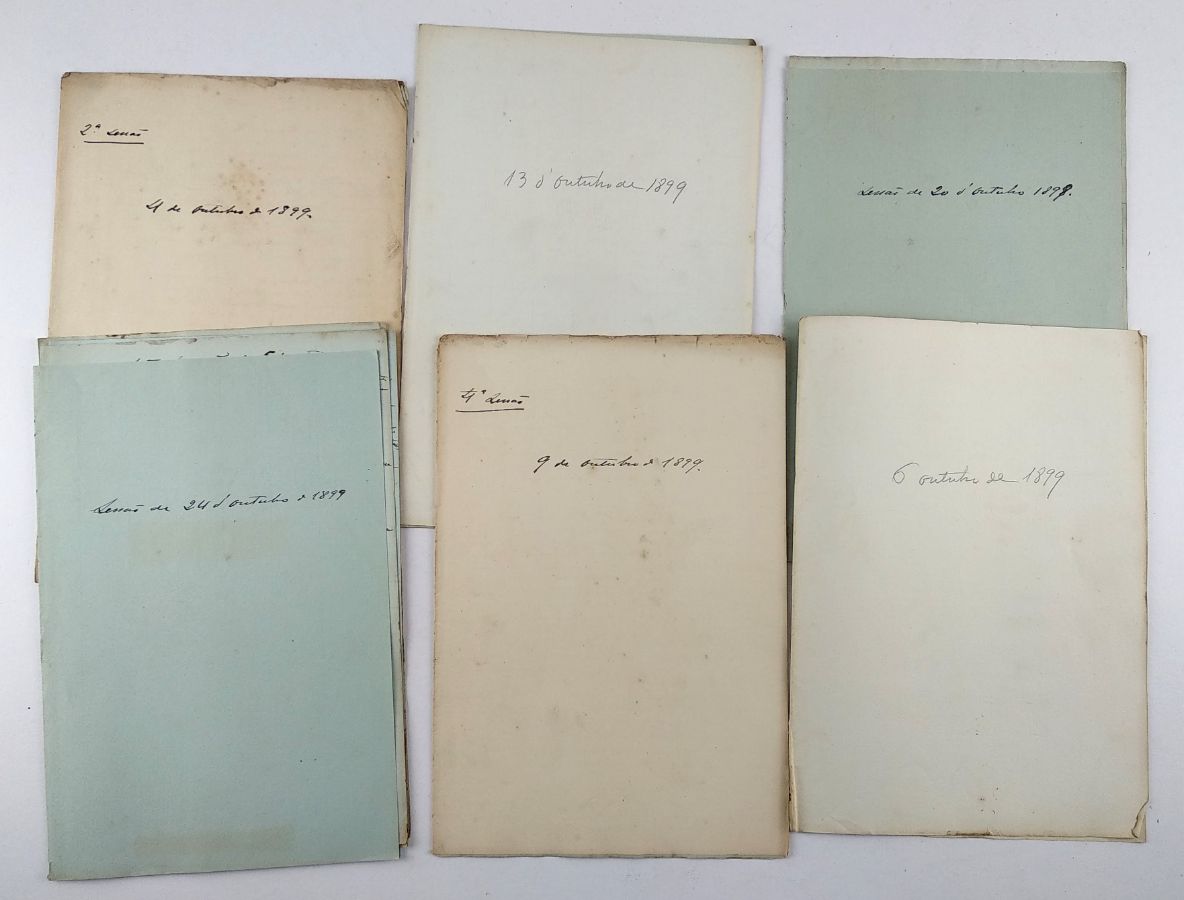 2ª Sessão
4 de outubro de 1899.
13 d'outubro de 1899
Sessão de 20 d'outubro 1899.
Sessão de 24 d'outubro de 1899
4ª Sessão
9 de outubro de 1899.
6 outubro de 1899